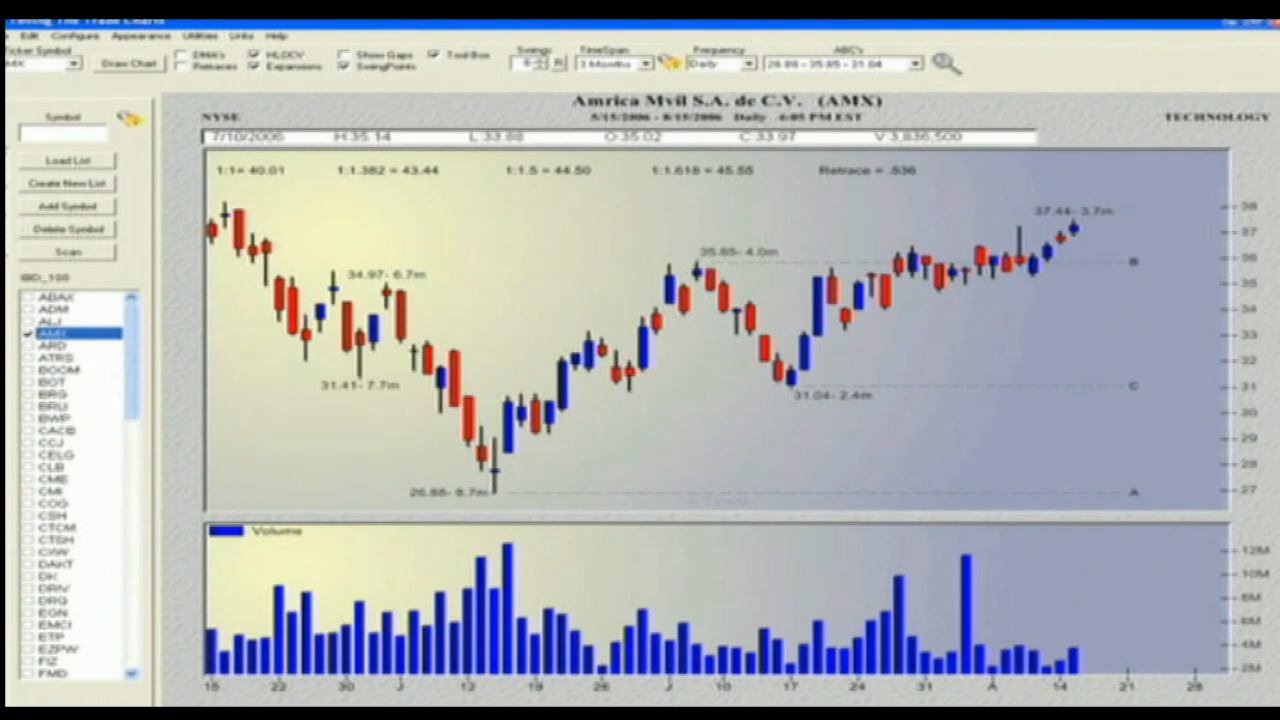 Timing The Trade Charts
Edit Configure Appearance Utilities Links Help
Ticker Symbol
AMX
Draw Chart
DMA's
Retraces
HLOCV
Expansions
Show Gaps
SwingPoints
Tool Box
Swings
6
R
TimeSpan
3 Months
Frequency
Daily
ABC's
26.88 - 35.85 - 31.04
Amrica Mvil S.A. de C.V. (AMX)
NYSE
5/15/2006 - 8/15/2006 Daily 4:05 PM EST
TECHNOLOGY
7/10/2006 H:35.14 L:33.88 O:35.02 C:33.97 V:3,836,500
1:1= 40.01 1:1.382 = 43.44 1:1.5 = 44.50 1:1.618 = 45.55 Retrace = .536
Symbol
Load List
Create New List
Add Symbol
Delete Symbol
Scan
IBD_100
ABAX
ADM
ALJ
AMX
ARD
ATRS
BOOM
BOT
BRG
BRLI
BWP
CACB
CCJ
CELG
CLB
CME
CMI
COG
CSH
CTCM
CTSH
CXW
DAKT
DK
DRIV
DRQ
EGN
EMCI
ETP
EZPW
FIZ
FMD
37.44- 3.7m
35.85- 4.0m
34.97- 6.7m
31.41- 7.7m
31.04- 2.4m
26.88- 8.7m
B
C
A
38
37
36
35
34
33
32
31
30
29
28
27
Volume
12M
10M
8M
6M
4M
2M
15 22 30 J 12 19 26 J 10 17 24 31 A 14 21 28